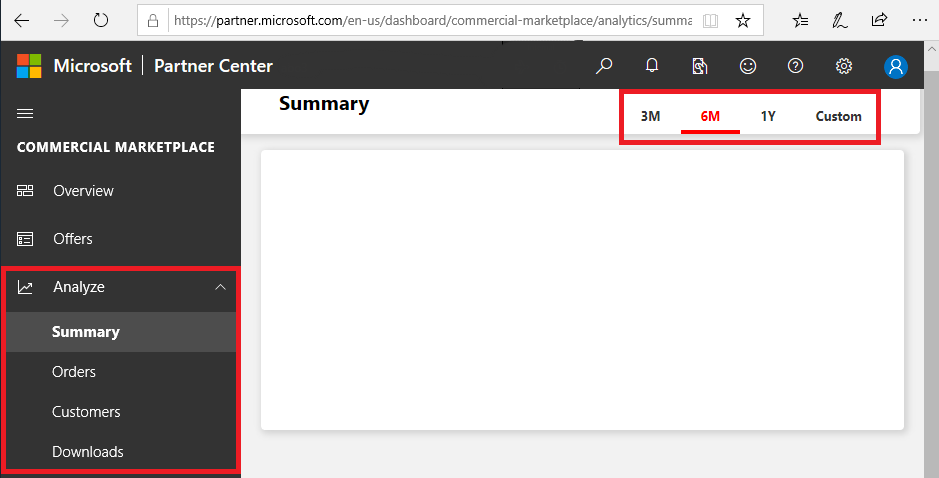 https://partner.microsoft.com/en-us/dashboard/commercial-marketplace/analytics/summa
Microsoft | Partner Center
COMMERCIAL MARKETPLACE
Overview
Offers
Analyze
Summary
Orders
Customers
Downloads
Summary
3M 6M 1Y Custom